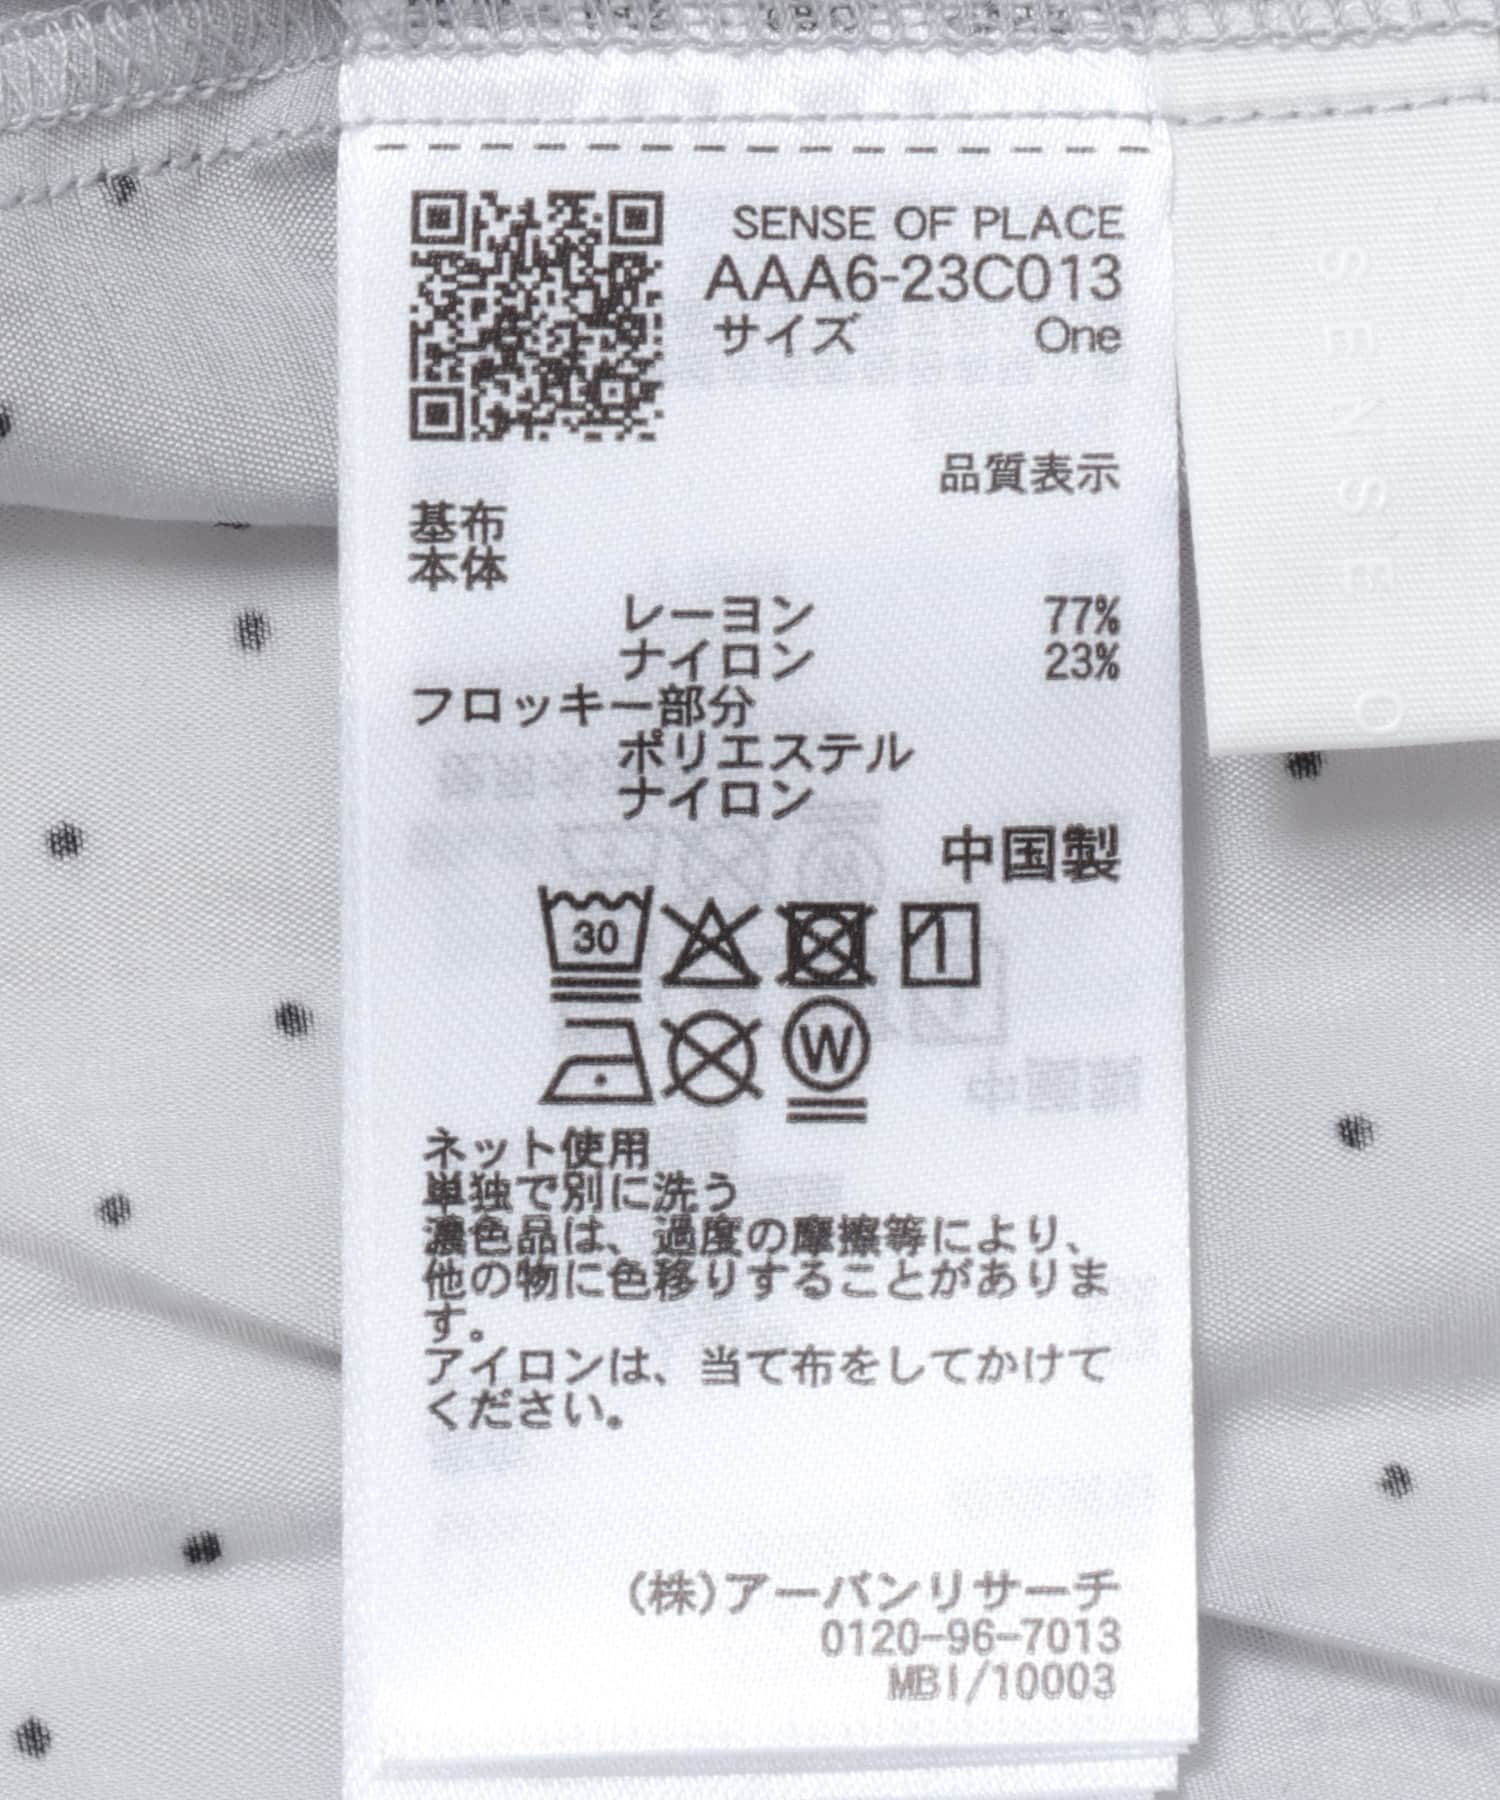 SENSE OF PLACE
AAA6-23C013
サイズ One
品質表示
基布
本体
レーヨン 77%
ナイロン 23%
フロッキー部分
ポリエステル
ナイロン
中国製
30
W
ネット使用
単独で別に洗う
濃色品は、過度の摩擦等により、
他の物に色移りすることがありま
す。
アイロンは、当て布をしてかけて
ください。
(株)アーバンリサーチ
0120-96-7013
MBI/10003
SENSE O